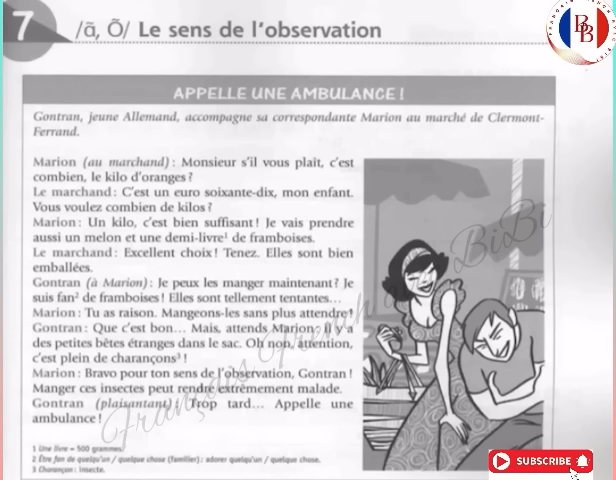 7 /ɑ̃, Õ/ Le sens de l'observation
APPELLE UNE AMBULANCE !
Gontran, jeune Allemand, accompagne sa correspondante Marion au marché de Clermont-
Ferrand.
Marion (au marchand) : Monsieur s'il vous plaît, c'est
combien, le kilo d'oranges ?
Le marchand : C'est un euro soixante-dix, mon enfant.
Vous voulez combien de kilos ?
Marion : Un kilo, c'est bien suffisant ! Je vais prendre
aussi un melon et une demi-livre¹ de framboises.
Le marchand : Excellent choix ! Tenez. Elles sont bien
emballées.
Gontran (à Marion) : Je peux les manger maintenant ? Je
suis fan² de framboises ! Elles sont tellement tentantes...
Marion : Tu as raison. Mangeons-les sans plus attendre !
Gontran : Que c'est bon... Mais, attends Marion, il y a
des petites bêtes étranges dans le sac. Oh non, attention,
c'est plein de charançons³ !
Marion : Bravo pour ton sens de l'observation, Gontran !
Manger ces insectes peut rendre extrêmement malade.
Gontran (plaisantant) : Trop tard... Appelle une
ambulance !
1 Une livre = 500 grammes.
2 Être fan de quelqu'un / quelque chose (familier) : adorer quelqu'un / quelque chose.
3 Charançon : insecte.
Français French BiBi
BB
SUBSCRIBE